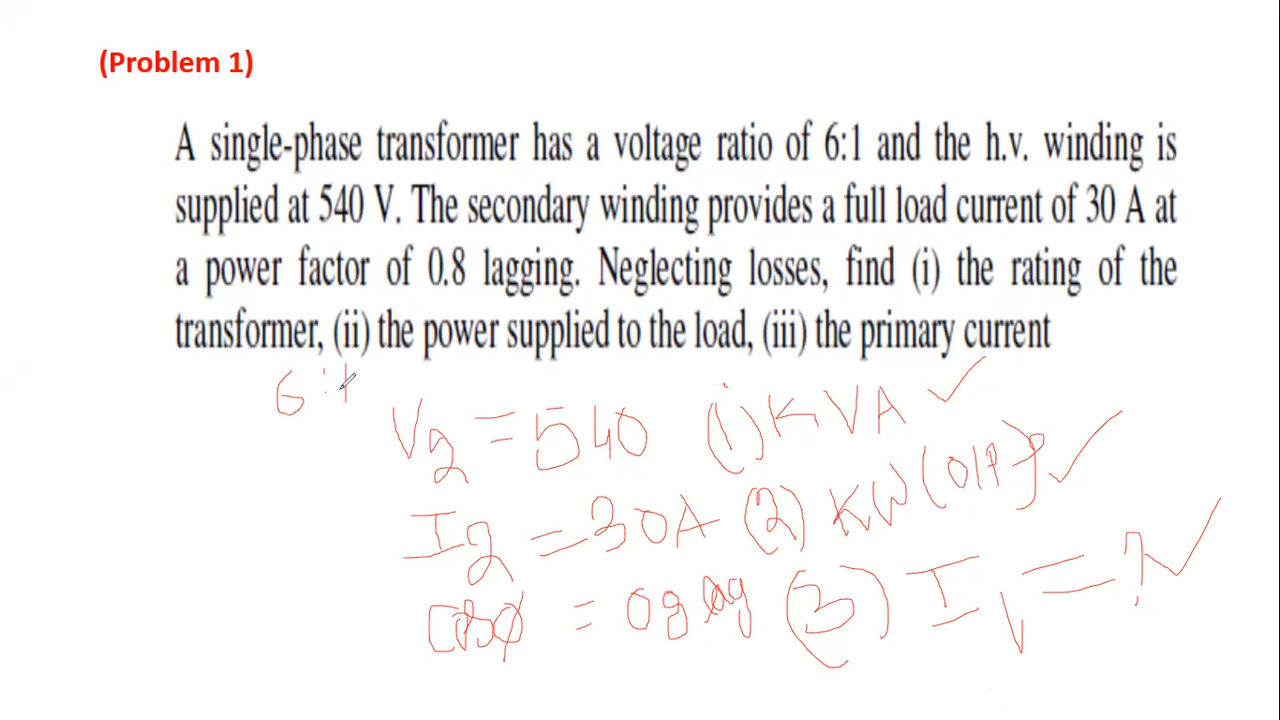 (Problem 1)
A single-phase transformer has a voltage ratio of 6:1 and the h.v. winding is
supplied at 540 V. The secondary winding provides a full load current of 30 A at
a power factor of 0.8 lagging. Neglecting losses, find (i) the rating of the
transformer, (ii) the power supplied to the load, (iii) the primary current
6:1
V2 = 540 (i) KVA ✓
I2 = 30A (2) KW (O/P) ✓
Cosφ = 08 lag (3) I1 = ? ✓